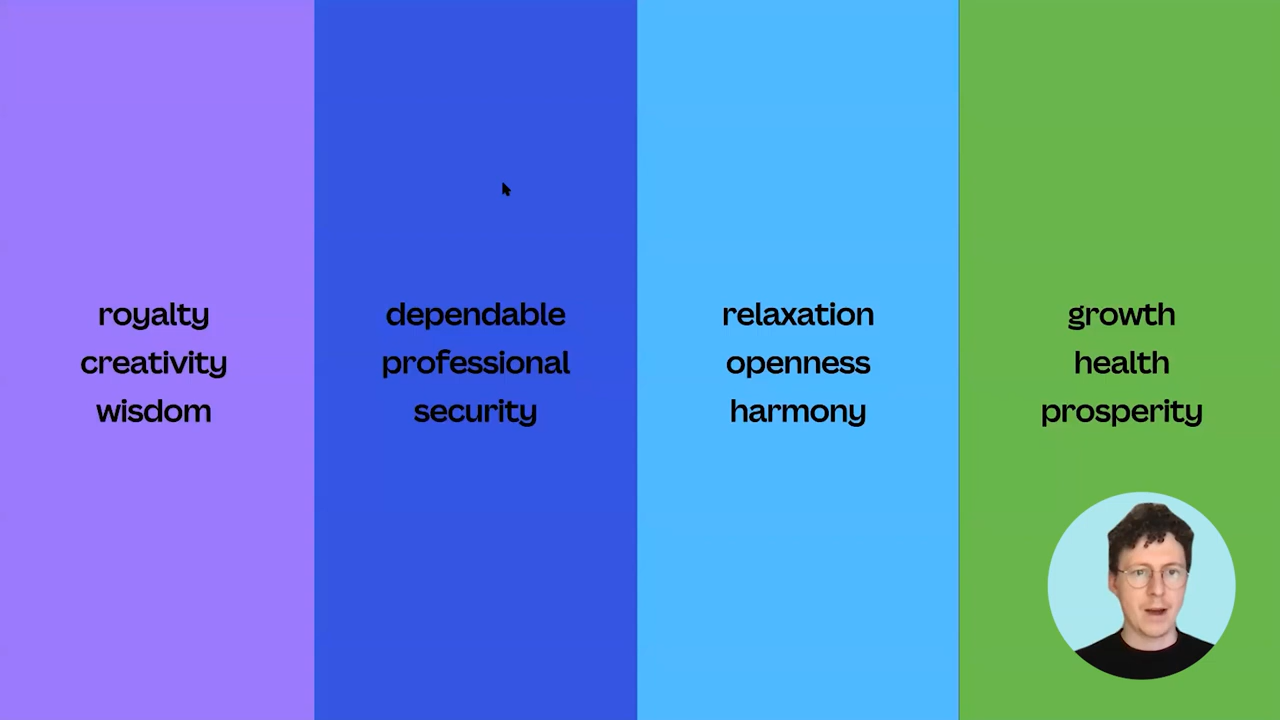 royalty
creativity
wisdom
dependable
professional
security
relaxation
openness
harmony
growth
health
prosperity